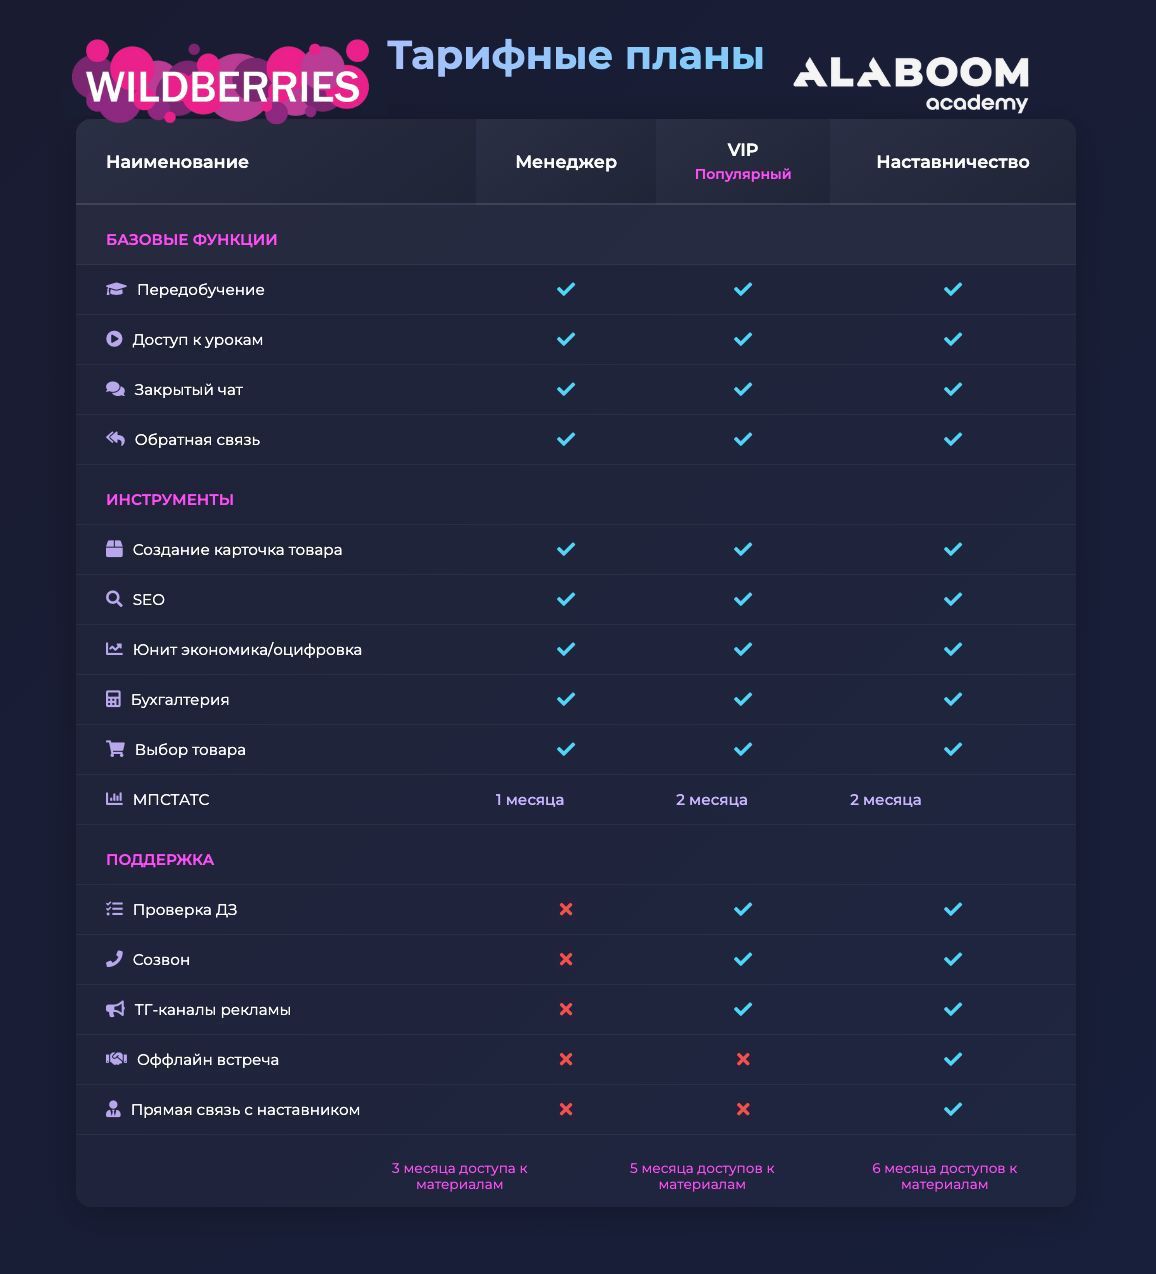 WILDBERRIES
Тарифные планы
ALABOOM
academy
Наименование Менеджер VIP Наставничество
Популярный
БАЗОВЫЕ ФУНКЦИИ
Передобучение
Доступ к урокам
Закрытый чат
Обратная связь
ИНСТРУМЕНТЫ
Создание карточка товара
SEO
Юнит экономика/оцифровка
Бухгалтерия
Выбор товара
МПСТАТС 1 месяца 2 месяца 2 месяца
ПОДДЕРЖКА
Проверка ДЗ
Созвон
ТГ-каналы рекламы
Оффлайн встреча
Прямая связь с наставником
3 месяца доступа к
материалам
5 месяца доступов к
материалам
6 месяца доступов к
материалам